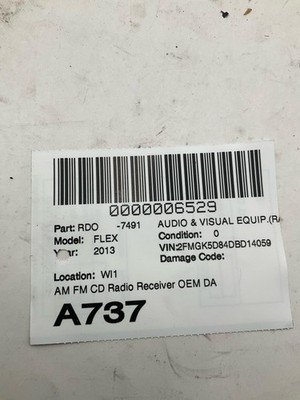 0000006529
Part: RDO -7491 AUDIO & VISUAL EQUIP.(RA
Model: FLEX Condition: 0
Year: 2013 VIN:2FMGK5D84DBD14059
Damage Code:
Location: WI1
AM FM CD Radio Receiver OEM DA
A737